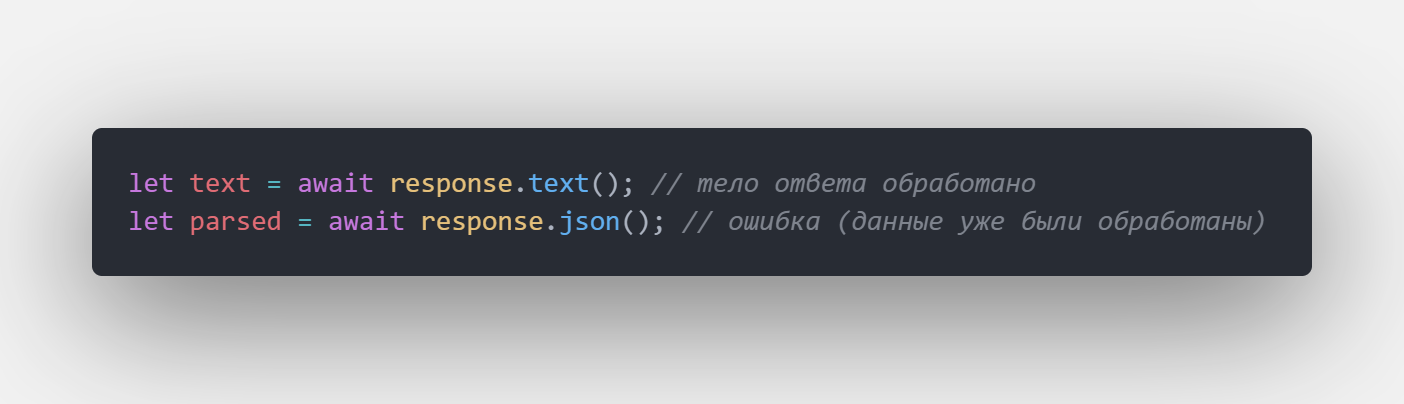 let text = await response.text(); // тело ответа обработано
let parsed = await response.json(); // ошибка (данные уже были обработаны)